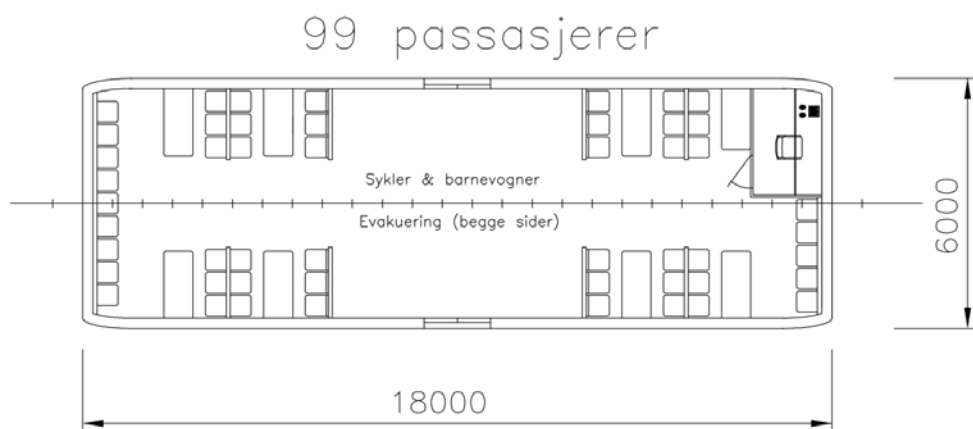 99 passasjerer
Sykler & barnevogner
Evakuering (begge sider)
6000
18000